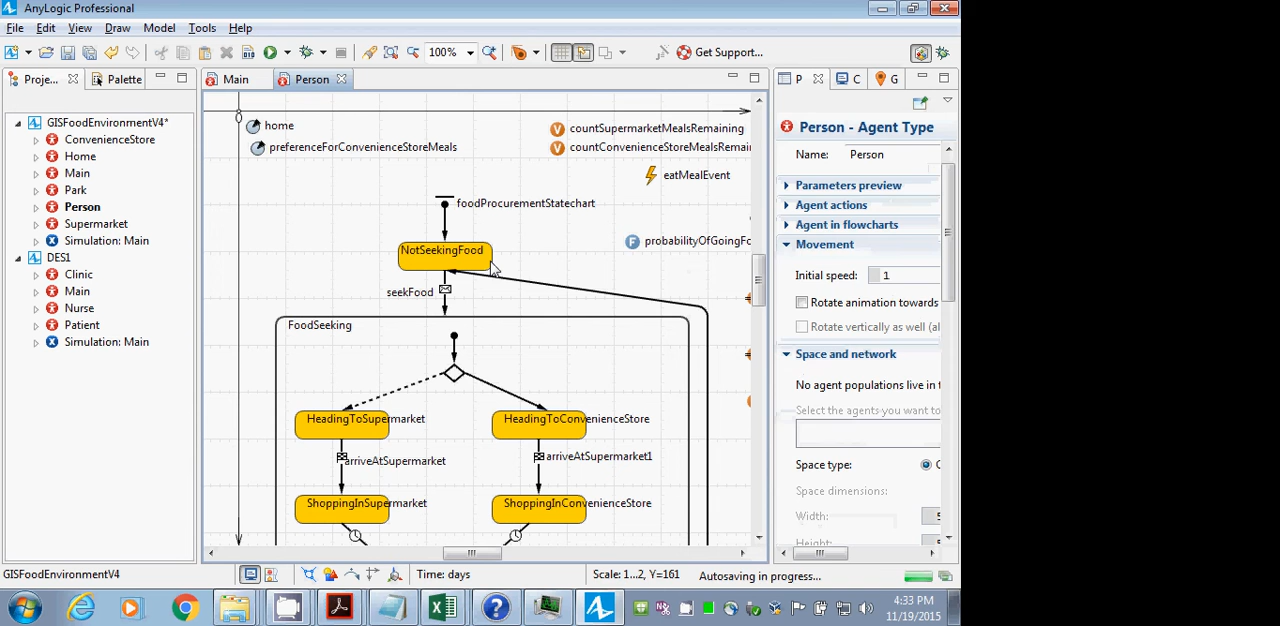 AnyLogic Professional
File Edit View Draw Model Tools Help
100% Get Support...
Proje... Palette Main Person P C G
GISFoodEnvironmentV4*
ConvenienceStore
Home
Main
Park
Person
Supermarket
Simulation: Main
DES1
Clinic
Main
Nurse
Patient
Simulation: Main
home
preferenceForConvenienceStoreMeals
countSupermarketMealsRemaining
countConvenienceStoreMealsRemai
eatMealEvent
foodProcurementStatechart
probabilityOfGoingFo
NotSeekingFood
seekFood
FoodSeeking
HeadingToSupermarket HeadingToConvenienceStore
arriveAtSupermarket arriveAtSupermarket1
ShoppingInSupermarket ShoppingInConvenienceStore
Person - Agent Type
Name: Person
Parameters preview
Agent actions
Agent in flowcharts
Movement
Initial speed: 1
Rotate animation towards
Rotate vertically as well (al
Space and network
No agent populations live in t
Select the agents you want to
Space type: C
Space dimensions:
Width: 5
Height:
GISFoodEnvironmentV4 Time: days Scale: 1...2, Y=161 Autosaving in progress...
4:33 PM
11/19/2015